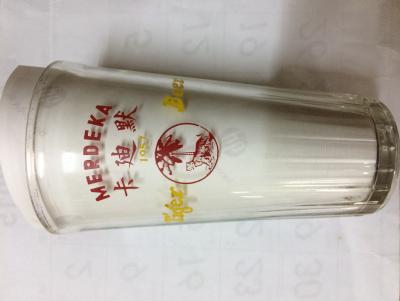 MERDEKA
卡迪默
1957
Tiger Beer